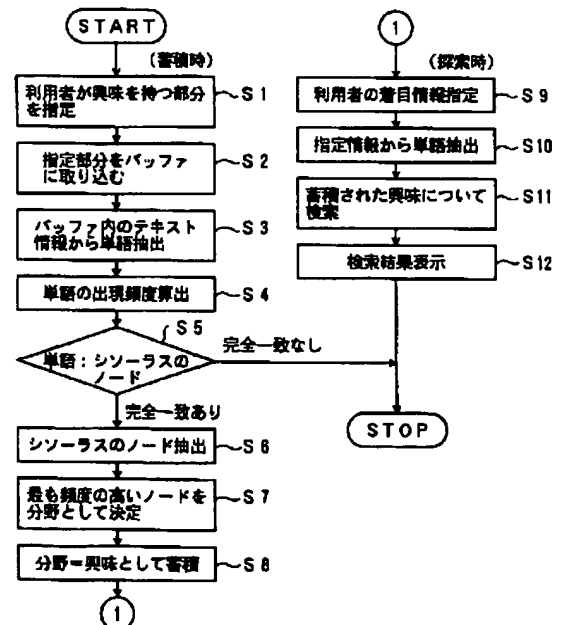 START
(蓄積時)
利用者が興味を持つ部分
を指定
S1
指定部分をバッファ
に取り込む
S2
バッファ内のテキスト
情報から単語抽出
S3
単語の出現頻度算出
S4
S5
単語:シソーラスの
ノード
完全一致なし
完全一致あり
シソーラスのノード抽出
S6
最も頻度の高いノードを
分野として決定
S7
分野=興味として蓄積
S8
1
1
(探索時)
利用者の着目情報指定
S9
指定情報から単語抽出
S10
蓄積された興味について
検索
S11
検索結果表示
S12
STOP